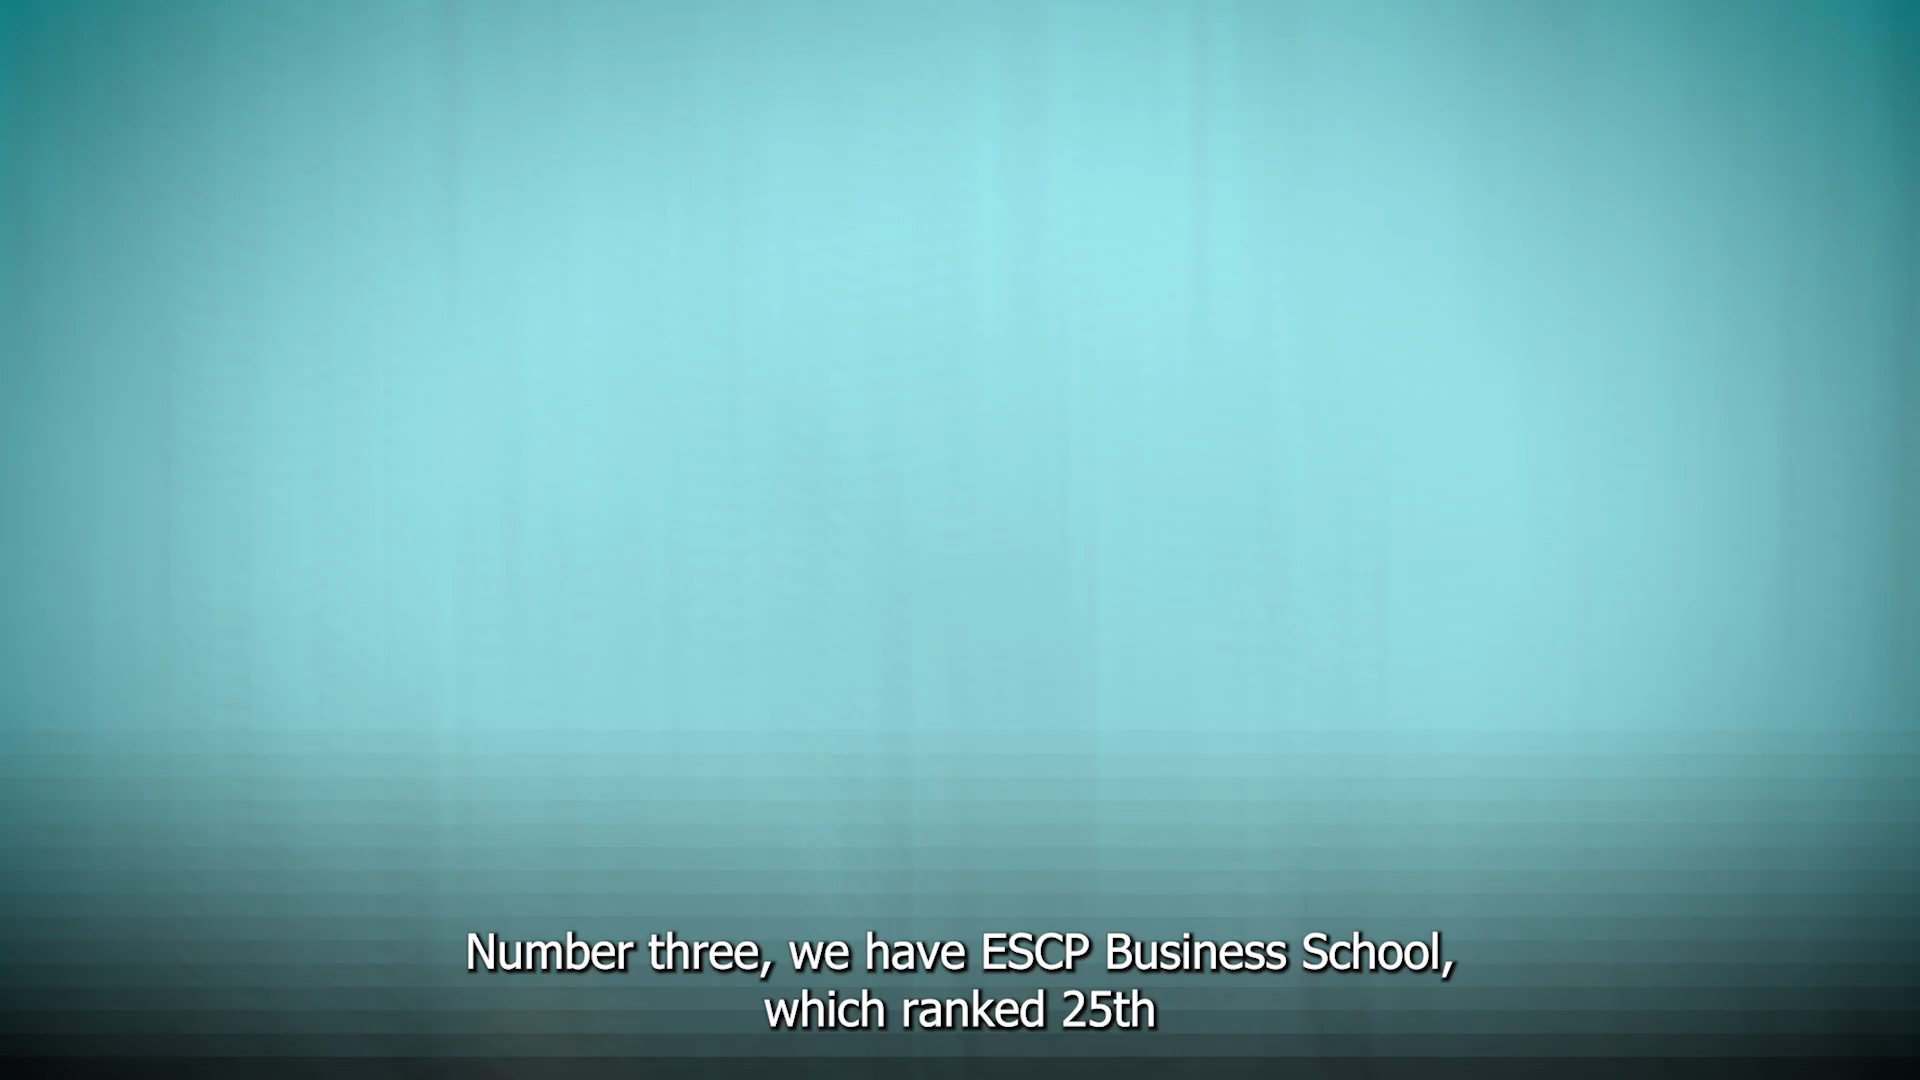 Number three, we have ESCP Business School,
which ranked 25th